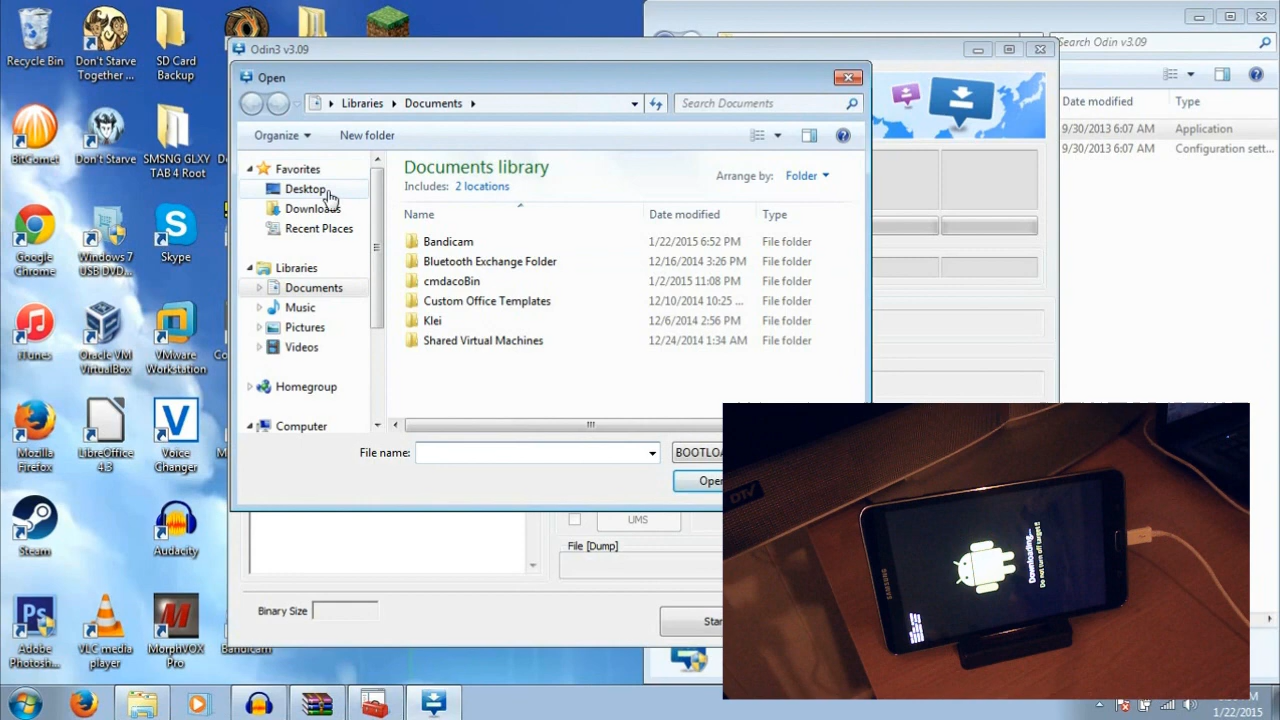 Recycle Bin
Don't Starve
Together ...
SD Card
Backup
BitComet
Don't Starve
SMSNG GLXY
TAB 4 Root
Google
Chrome
Windows 7
USB DVD...
Skype
iTunes
Oracle VM
VirtualBox
VMware
Workstation
Mozilla
Firefox
LibreOffice
4.3
Voice
Changer
Steam
Audacity
Adobe
Photosh...
VLC media
player
MorphVOX
Pro
Bandicam
Odin3 v3.09
Open
Libraries
Documents
Search Documents
Organize
New folder
Favorites
Desktop
Downloads
Recent Places
Libraries
Documents
Music
Pictures
Videos
Homegroup
Computer
Documents library
Includes: 2 locations
Arrange by: Folder
Name Date modified Type
Bandicam 1/22/2015 6:52 PM File folder
Bluetooth Exchange Folder 12/16/2014 3:26 PM File folder
cmdacoBin 1/2/2015 11:08 PM File folder
Custom Office Templates 12/10/2014 10:25 ... File folder
Klei 12/6/2014 2:56 PM File folder
Shared Virtual Machines 12/24/2014 1:34 AM File folder
File name:
BOOTLO
Open
UMS
File [Dump]
Binary Size
Star
Search Odin v3.09
Date modified Type
9/30/2013 6:07 AM Application
9/30/2013 6:07 AM Configuration sett...
SAMSUNG
Downloading...
Do not turn off target!!
1/22/2015